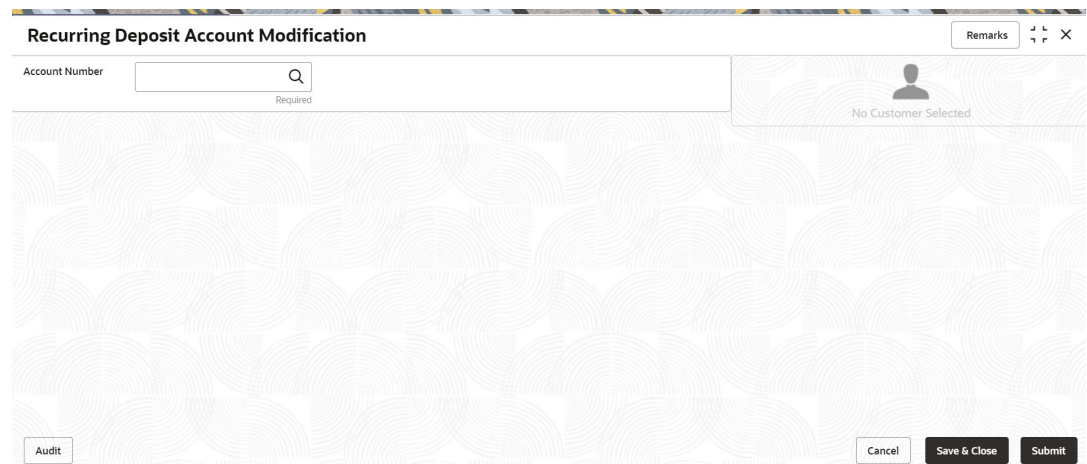 Recurring Deposit Account Modification
Remarks
Account Number
Required
No Customer Selected
Audit
Cancel
Save & Close
Submit